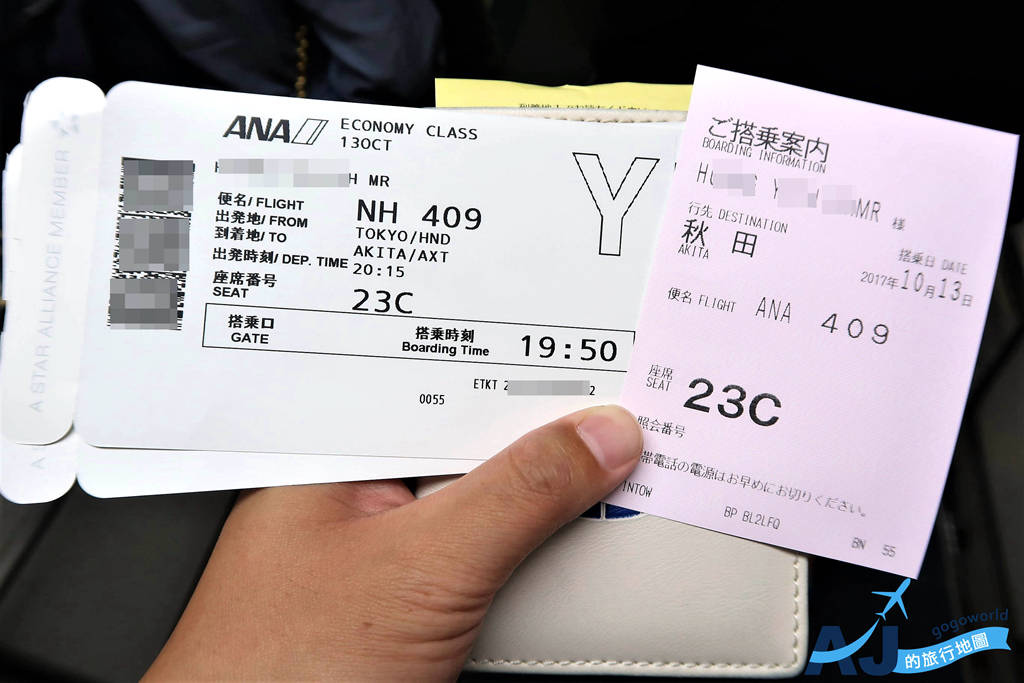 A STAR ALLIANCE MEMBER
ANA ECONOMY CLASS
13OCT
MR
便名/ FLIGHT NH 409
出発地/ FROM TOKYO/HND
到着地/ TO AKITA/AXT
出発時刻/ DEP. TIME 20:15
座席番号
SEAT 23C
搭乗口
GATE
搭乗時刻
Boarding Time 19:50
ETKT 2 2
0055
Y
ご搭乗案内
BOARDING INFORMATION
MR 様
行先 DESTINATION
秋田
AKITA
搭乗日 DATE
2017年10月13日
便名 FLIGHT ANA 409
座席
SEAT 23C
照会番号
帯電話の電源はお早めにお切りください。
INTOW
BP BL2LFQ
BN 55
AJ gogoworld
的旅行地圖